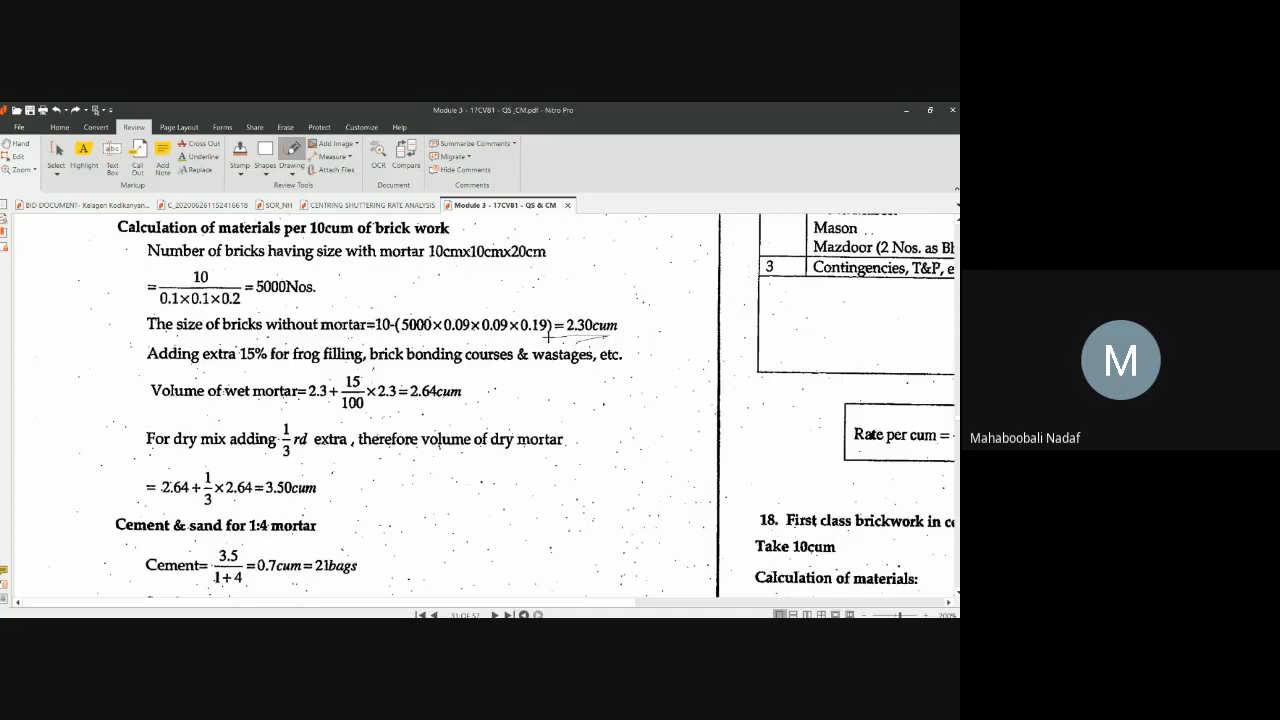 Module 3 - 17CV81 - QS _CM.pdf - Nitro Pro
File Home Convert Review Page Layout Forms Share Erase Protect Customize Help
Hand Edit Zoom
Select Highlight Text Box Call Out Add Note Cross Out Underline Replace
Markup
Stamp Shapes Drawing Add Image Measure Attach Files
Review Tools
OCR Compare
Document
Summarize Comments Migrate Hide Comments
Comments
BID DOCUMENT- Kelageri Kodikanyan... C_202006261152416618 SOR_NH CENTRING SHUTTERING RATE ANALYSIS Module 3 - 17CV81 - QS & CM
Calculation of materials per 10cum of brick work
Number of bricks having size with mortar 10cmx10cmx20cm
= 10 / 0.1×0.1×0.2 = 5000Nos.
The size of bricks without mortar=10-(5000×0.09×0.09×0.19)=2.30cum
Adding extra 15% for frog filling, brick bonding courses & wastages, etc.
Volume of wet mortar=2.3+ 15/100 ×2.3=2.64cum
For dry mix adding 1/3 rd extra, therefore volume of dry mortar
= 2.64+ 1/3 ×2.64=3.50cum
Cement & sand for 1:4 mortar
Cement= 3.5 / 1+4 =0.7cum=21bags
Mason
Mazdoor (2 Nos. as Bh
3 Contingencies, T&P, e
Rate per cum =
18. First class brickwork in ce
Take 10cum
Calculation of materials:
31 OF 57
200%
M
Mahaboobali Nadaf